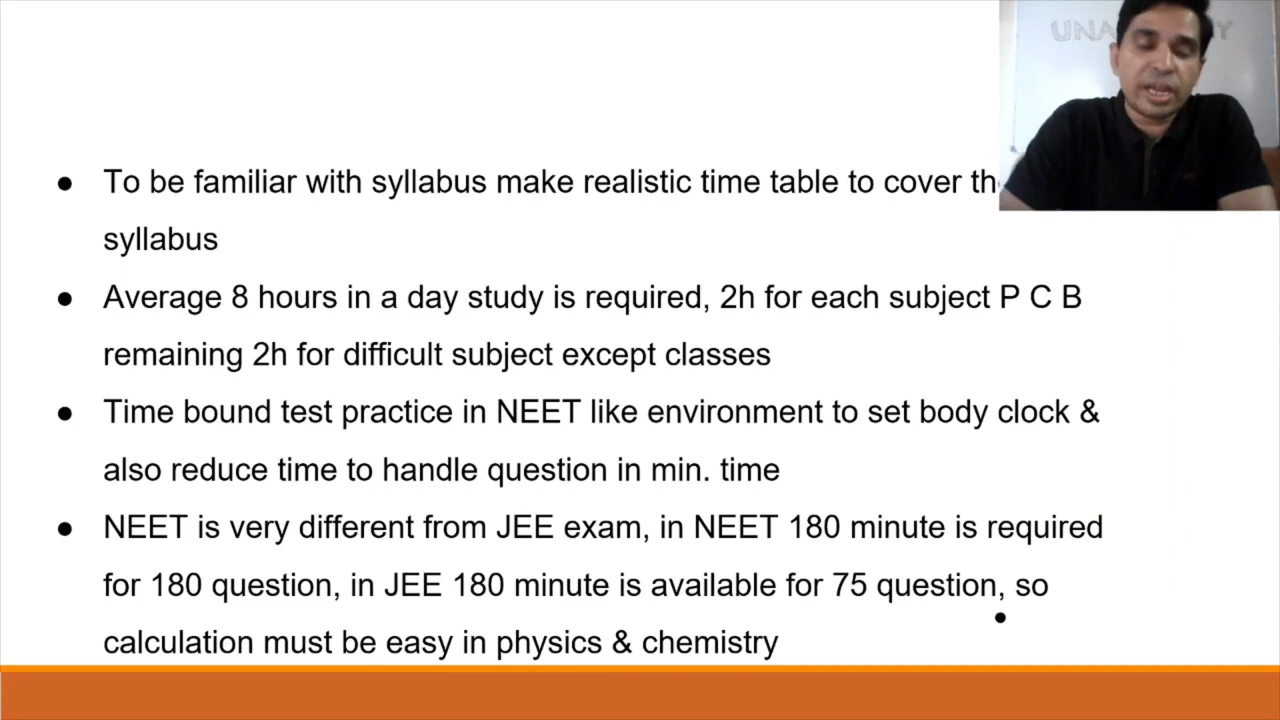 ● To be familiar with syllabus make realistic time table to cover
syllabus
● Average 8 hours in a day study is required, 2h for each subject P C B
remaining 2h for difficult subject except classes
● Time bound test practice in NEET like environment to set body clock &
also reduce time to handle question in min. time
● NEET is very different from JEE exam, in NEET 180 minute is required
for 180 question, in JEE 180 minute is available for 75 question, so
calculation must be easy in physics & chemistry